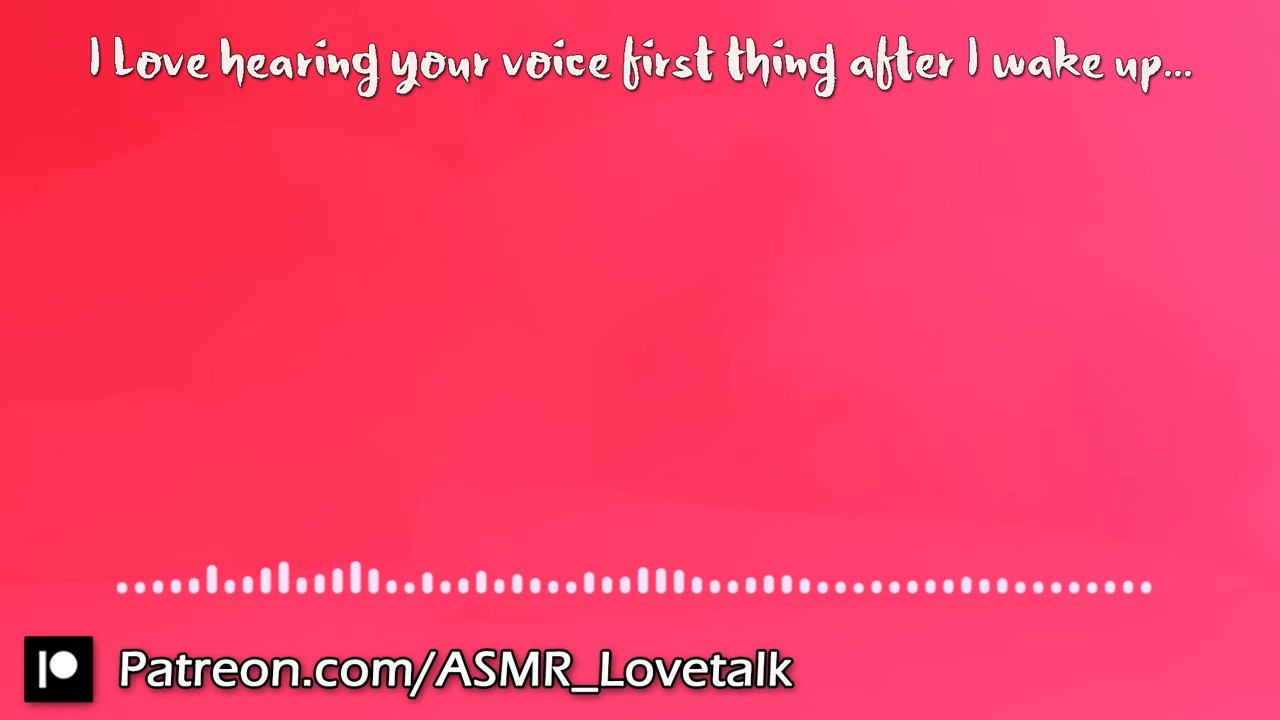 I Love hearing your voice first thing after I wake up...
Patreon.com/ASMR_Lovetalk